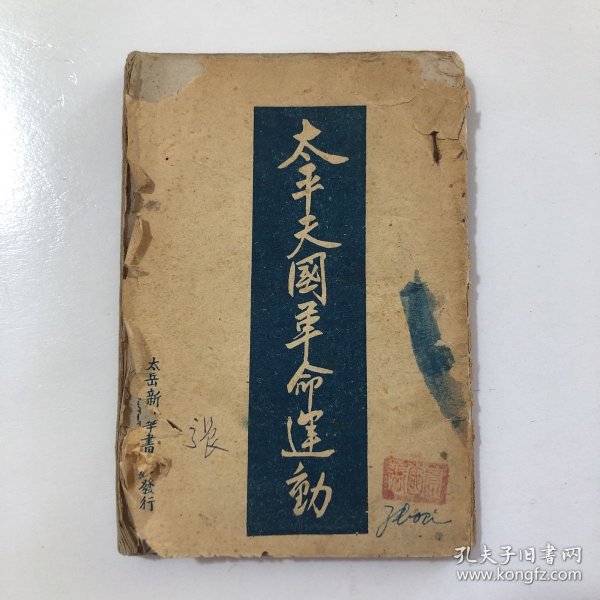 太平天國革命運動
太岳新華書 發行
張
孔夫子旧书网
www.kongfz.com